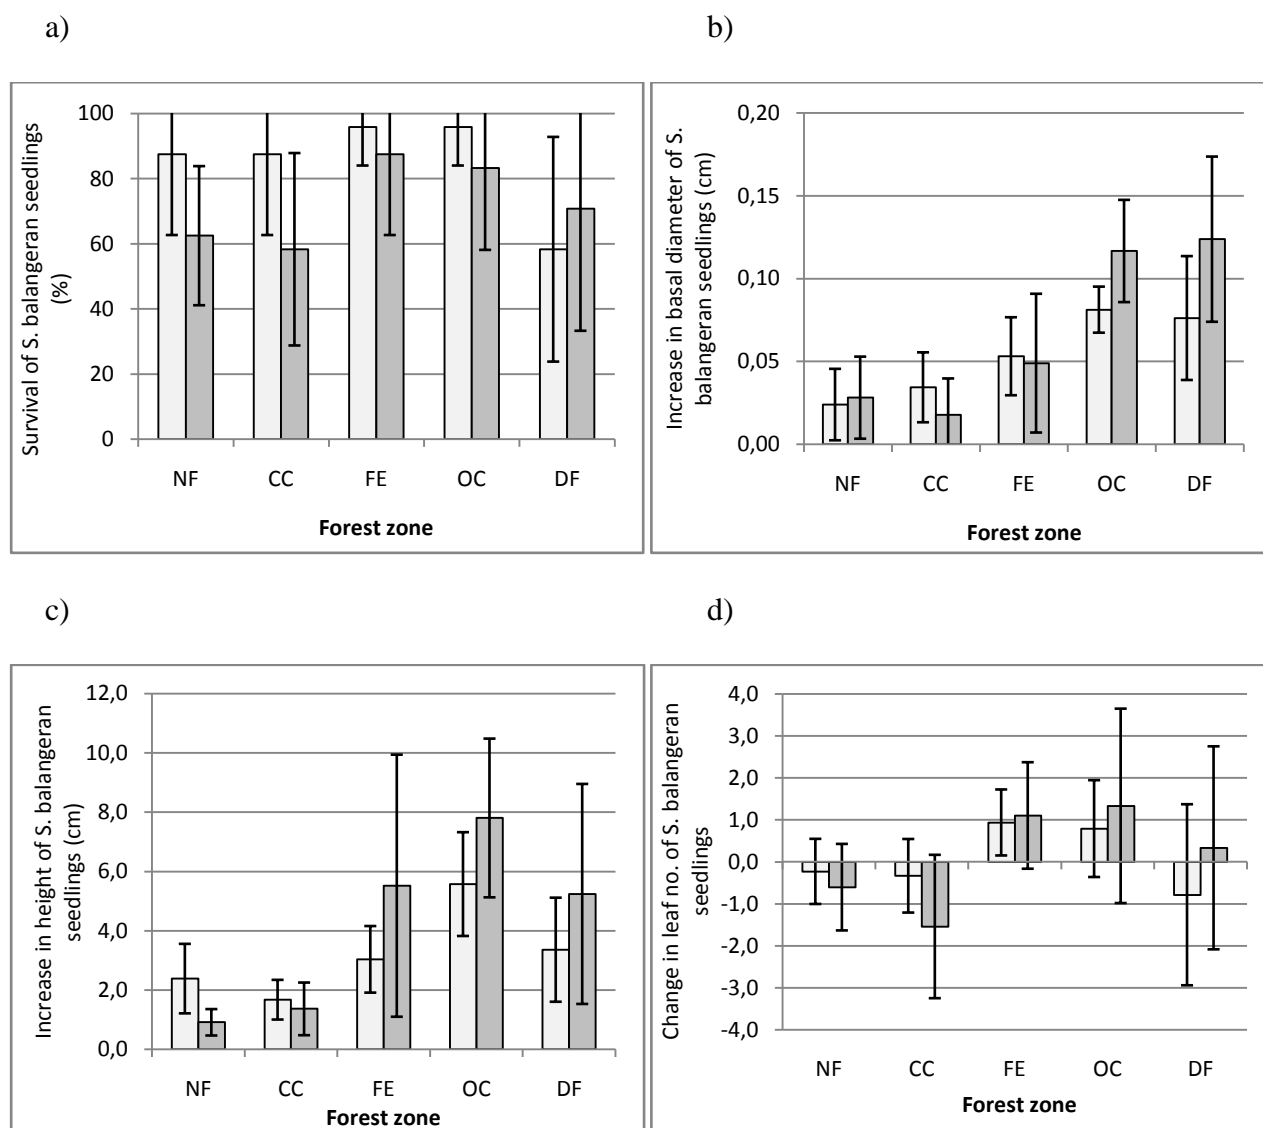 a)
b)
Survival of S. balangeran seedlings
(%)
100
80
60
40
20
0
NF CC FE OC DF
Forest zone
Increase in basal diameter of S.
balangeran seedlings (cm)
0,20
0,15
0,10
0,05
0,00
NF CC FE OC DF
Forest zone
c)
d)
Increase in height of S. balangeran
seedlings (cm)
12,0
10,0
8,0
6,0
4,0
2,0
0,0
NF CC FE OC DF
Forest zone
Change in leaf no. of S. balangeran
seedlings
4,0
3,0
2,0
1,0
0,0
-1,0
-2,0
-3,0
-4,0
NF CC FE OC DF
Forest zone